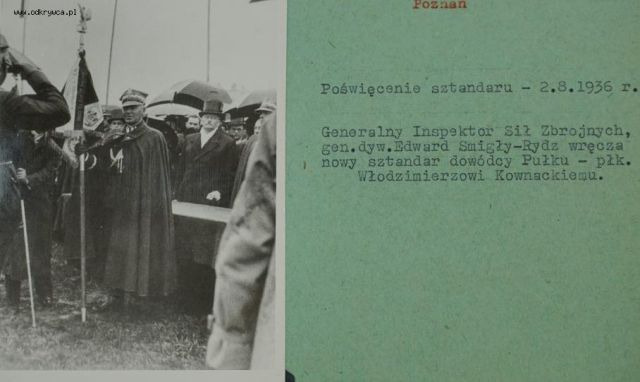 www.odkrywca.pl
Poznań
Poświęcenie sztandaru - 2.8.1936 r.
Generalny Inspektor Sił Zbrojnych,
gen.dyw.Edward Smigły-Rydz wręcza
nowy sztandar dowódcy Pułku - płk.
Włodzimierzowi Kownackiemu.